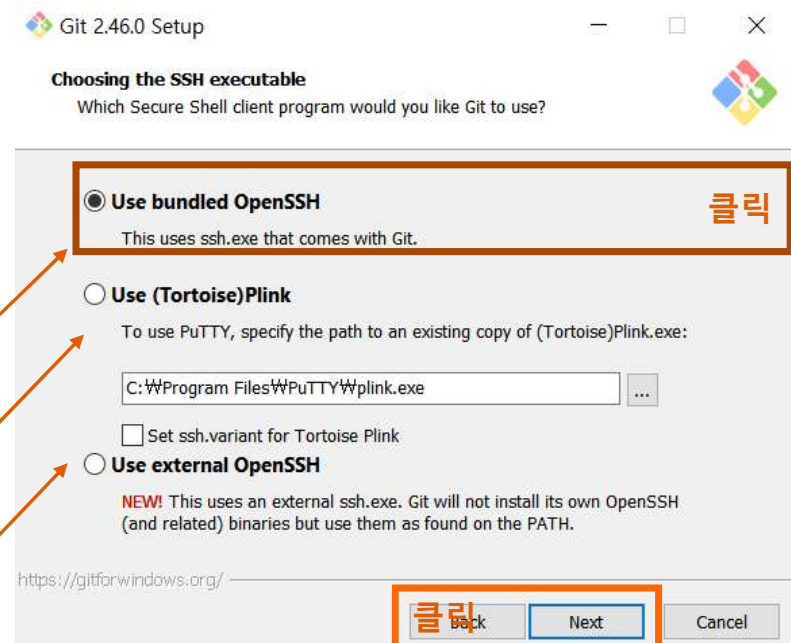 Git 2.46.0 Setup
Choosing the SSH executable
Which Secure Shell client program would you like Git to use?
Use bundled OpenSSH
클릭
This uses ssh.exe that comes with Git.
Use (Tortoise)Plink
To use PuTTY, specify the path to an existing copy of (Tortoise)Plink.exe:
C:₩Program Files₩PuTTY₩plink.exe
...
Set ssh.variant for Tortoise Plink
Use external OpenSSH
NEW! This uses an external ssh.exe. Git will not install its own OpenSSH
(and related) binaries but use them as found on the PATH.
https://gitforwindows.org/
클릭 Back Next Cancel